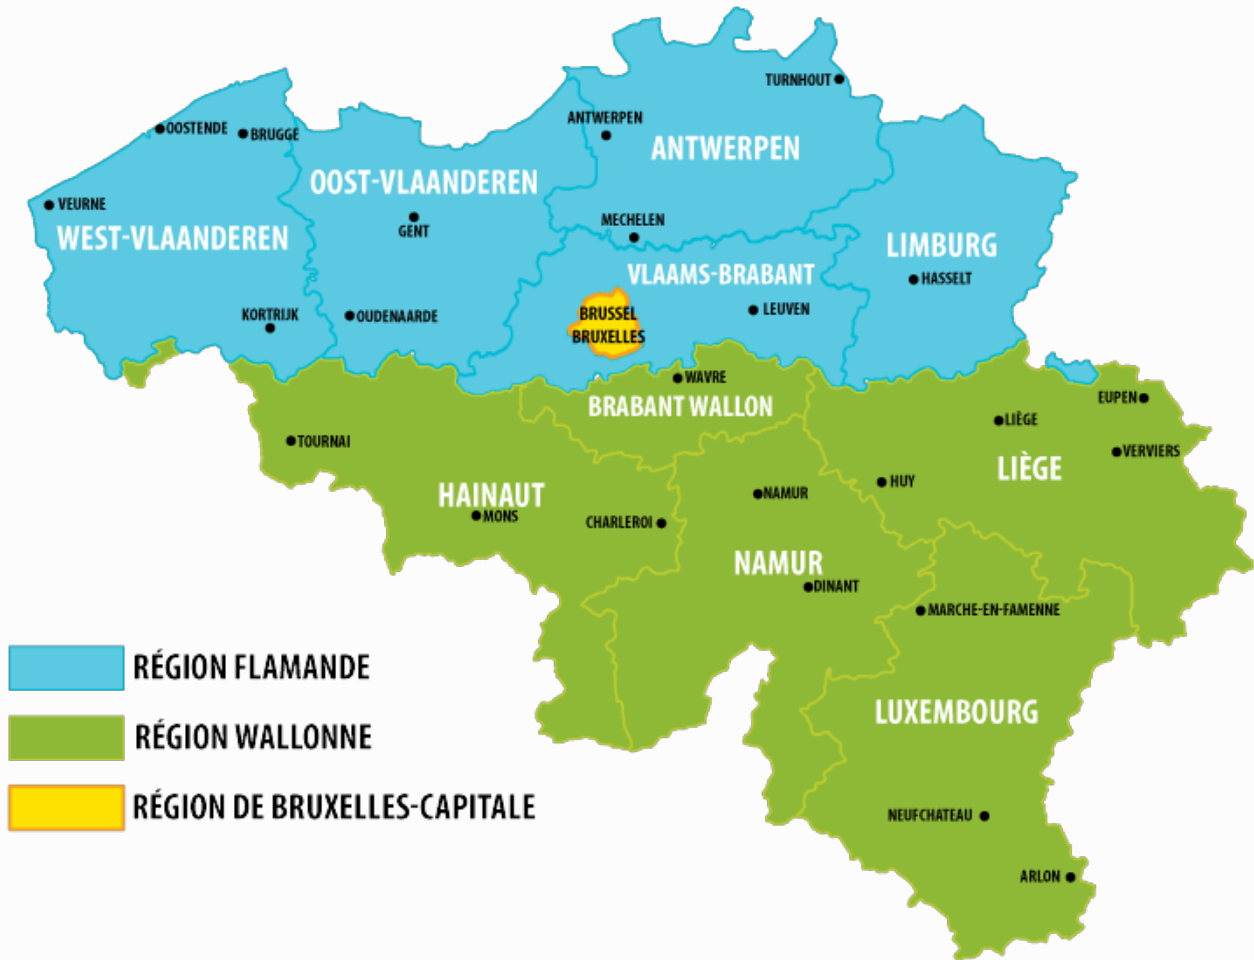 TURNHOUT
ANTWERPEN
OOSTENDE
BRUGGE
ANTWERPEN
OOST-VLAANDEREN
VEURNE
MECHELEN
GENT
WEST-VLAANDEREN
LIMBURG
VLAAMS-BRABANT
HASSELT
KORTRIJK
OUDENAARDE
BRUSSEL
BRUXELLES
LEUVEN
WAVRE
BRABANT WALLON
EUPEN
LIÈGE
TOURNAI
VERVIERS
LIÈGE
HUY
HAINAUT
NAMUR
MONS
CHARLEROI
NAMUR
DINANT
MARCHE-EN-FAMENNE
RÉGION FLAMANDE
LUXEMBOURG
RÉGION WALLONNE
RÉGION DE BRUXELLES-CAPITALE
NEUFCHATEAU
ARLON